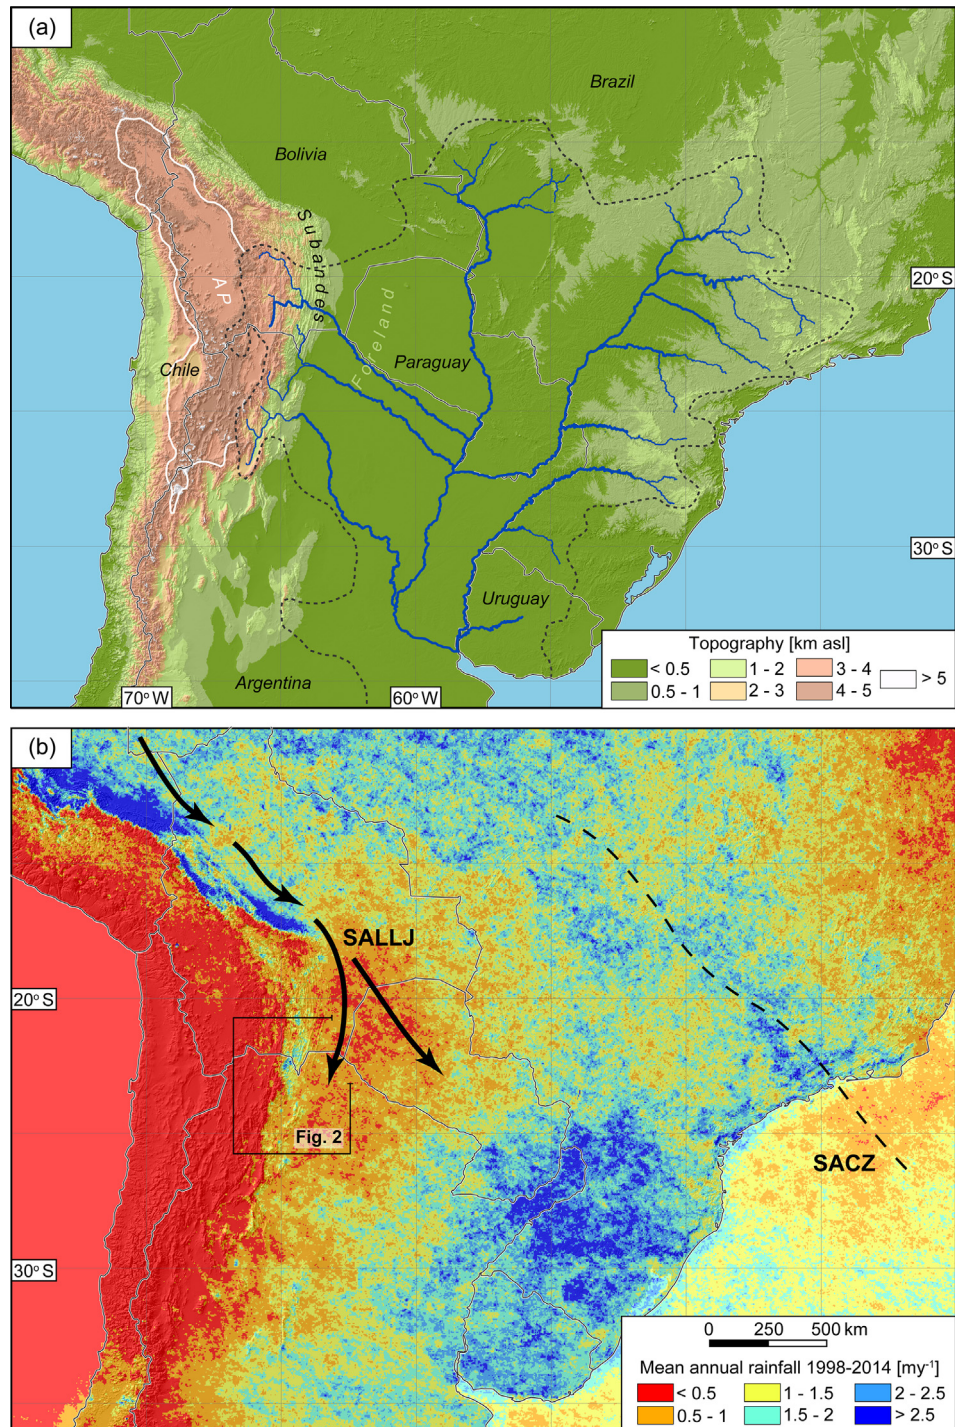 (a)
Brazil
Bolivia
Subandes
AP
20° S
Foreland
Chile
Paraguay
30° S
Uruguay
Argentina
70° W
60° W
Topography [km asl]
< 0.5
1 - 2
3 - 4
> 5
0.5 - 1
2 - 3
4 - 5
(b)
SALLJ
20° S
Fig. 2
SACZ
30° S
0 250 500 km
Mean annual rainfall 1998-2014 [my⁻¹]
< 0.5
1 - 1.5
2 - 2.5
0.5 - 1
1.5 - 2
> 2.5